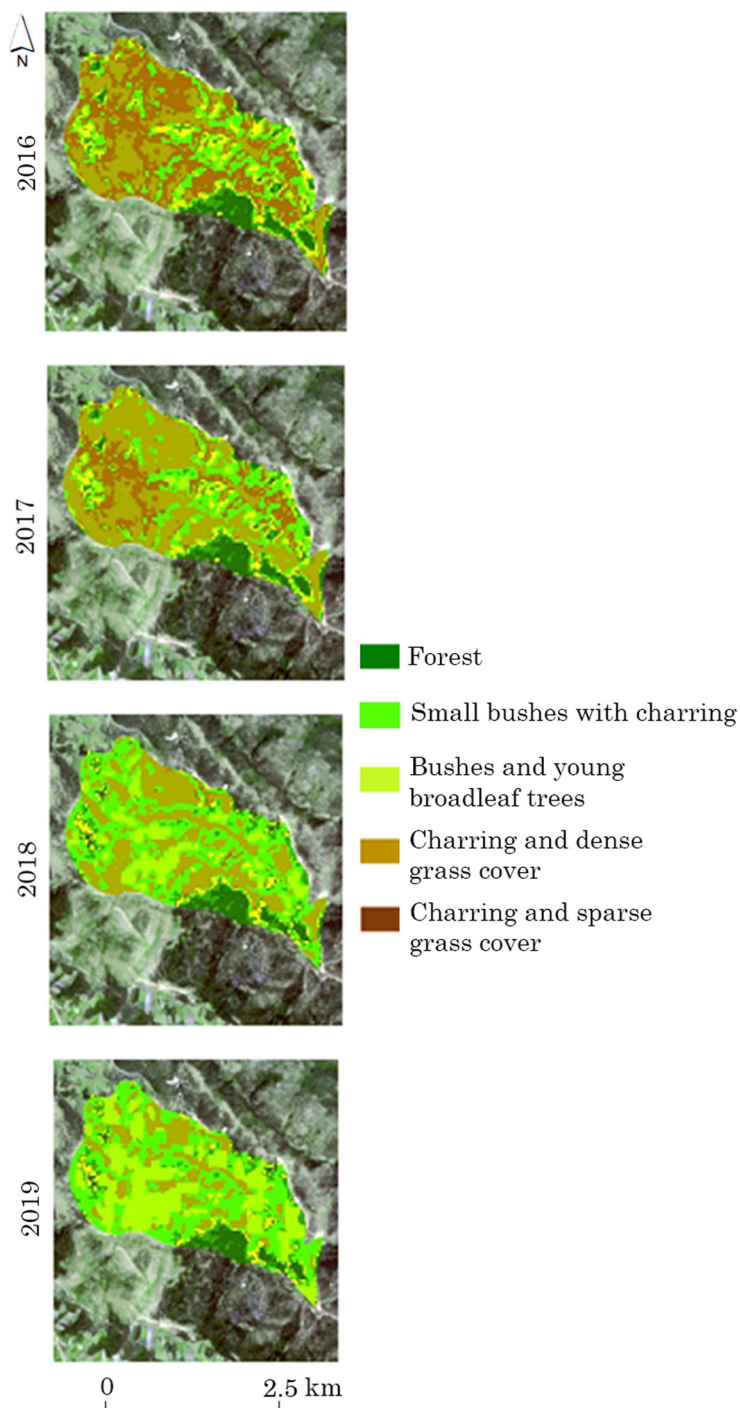 N
2016
2017
2018
2019
Forest
Small bushes with charring
Bushes and young
broadleaf trees
Charring and dense
grass cover
Charring and sparse
grass cover
0
2.5 km